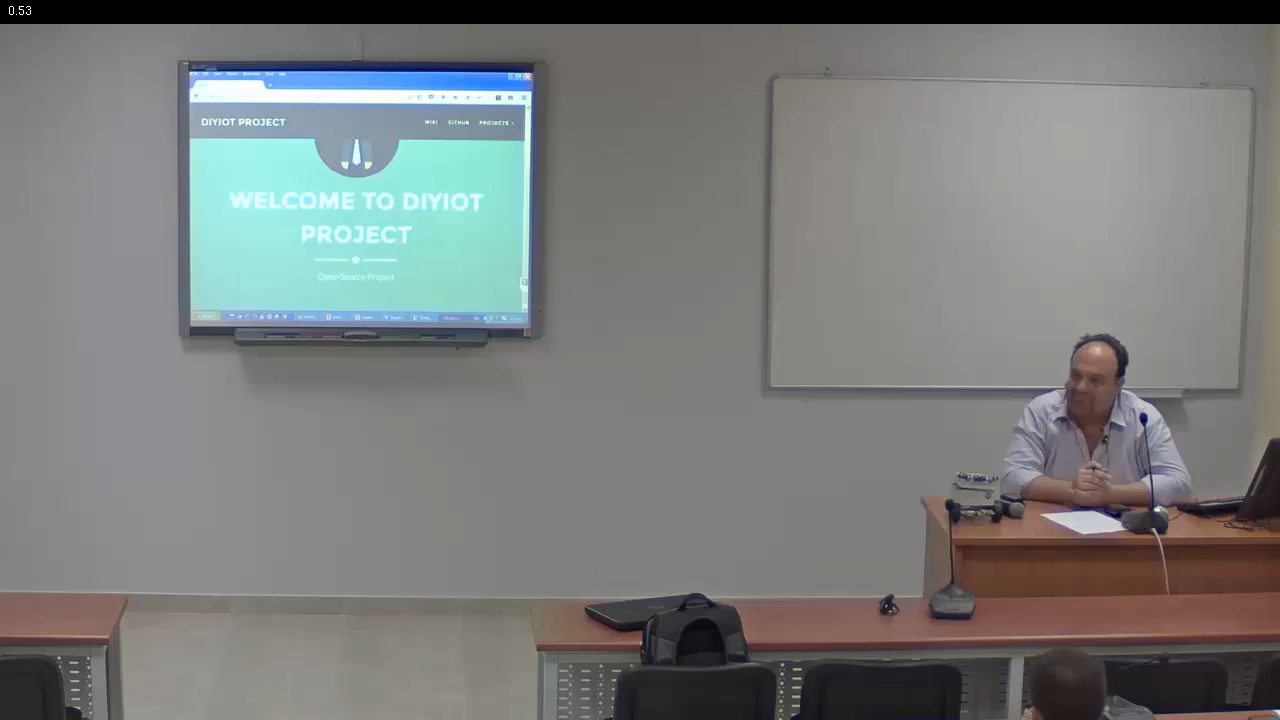 0.53
DIYIOT PROJECT
WIKI GITHUB PROJECTS
WELCOME TO DIYIOT
PROJECT
Open Source Project